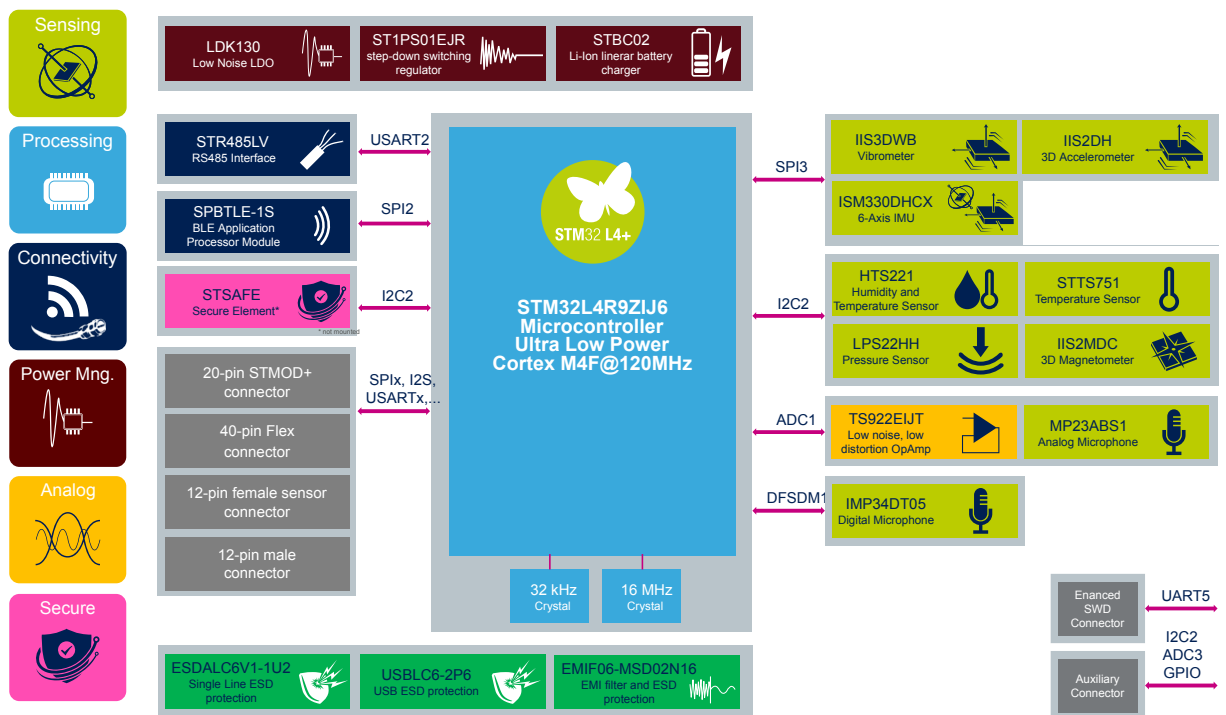 Sensing
Processing
Connectivity
Power Mng.
Analog
Secure
LDK130
Low Noise LDO
ST1PS01EJR
step-down switching
regulator
STBC02
Li-Ion linerar battery
charger
STR485LV
RS485 Interface
USART2
SPBTLE-1S
BLE Application
Processor Module
SPI2
STSAFE
Secure Element*
* not mounted
I2C2
20-pin STMOD+
connector
40-pin Flex
connector
12-pin female sensor
connector
12-pin male
connector
SPIx, I2S,
USARTx,...
STM32 L4+
STM32L4R9ZIJ6
Microcontroller
Ultra Low Power
Cortex M4F@120MHz
32 kHz
Crystal
16 MHz
Crystal
SPI3
IIS3DWB
Vibrometer
IIS2DH
3D Accelerometer
ISM330DHCX
6-Axis IMU
I2C2
HTS221
Humidity and
Temperature Sensor
STTS751
Temperature Sensor
LPS22HH
Pressure Sensor
IIS2MDC
3D Magnetometer
ADC1
TS922EIJT
Low noise, low
distortion OpAmp
MP23ABS1
Analog Microphone
DFSDM1
IMP34DT05
Digital Microphone
Enanced
SWD
Connector
UART5
Auxiliary
Connector
I2C2
ADC3
GPIO
ESDALC6V1-1U2
Single Line ESD
protection
USBLC6-2P6
USB ESD protection
EMIF06-MSD02N16
EMI filter and ESD
protection